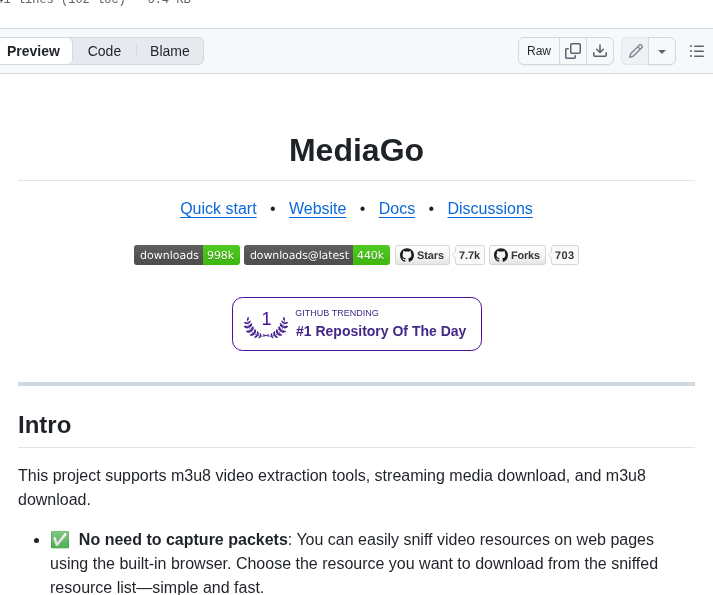 Preview Code Blame Raw
MediaGo
Quick start • Website • Docs • Discussions
downloads 998k downloads@latest 440k Stars 7.7k Forks 703
1 GITHUB TRENDING
#1 Repository Of The Day
Intro
This project supports m3u8 video extraction tools, streaming media download, and m3u8
download.
• ✅ No need to capture packets: You can easily sniff video resources on web pages
using the built-in browser. Choose the resource you want to download from the sniffed
resource list—simple and fast.